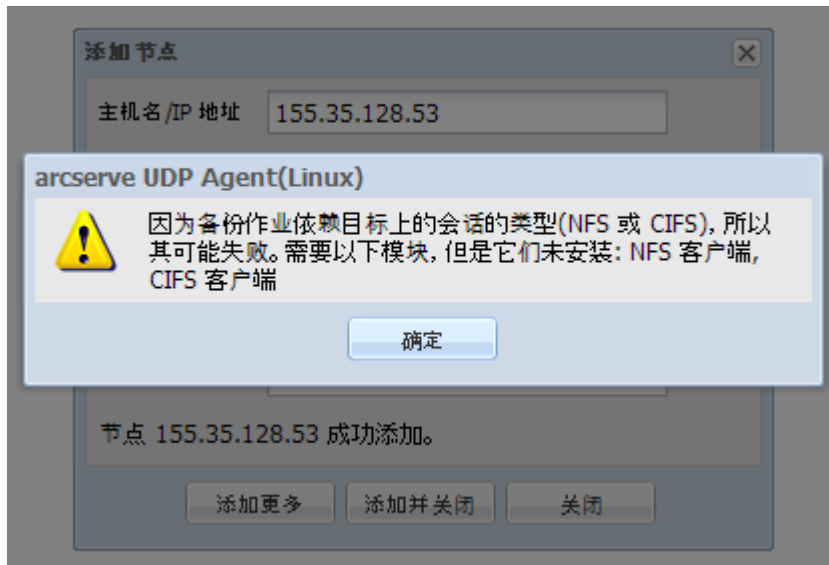 添加节点
主机名/IP 地址
155.35.128.53
arcserve UDP Agent(Linux)
因为备份作业依赖目标上的会话的类型(NFS 或 CIFS), 所以
其可能失败。需要以下模块, 但是它们未安装: NFS 客户端,
CIFS 客户端
确定
节点 155.35.128.53 成功添加。
添加更多
添加并关闭
关闭